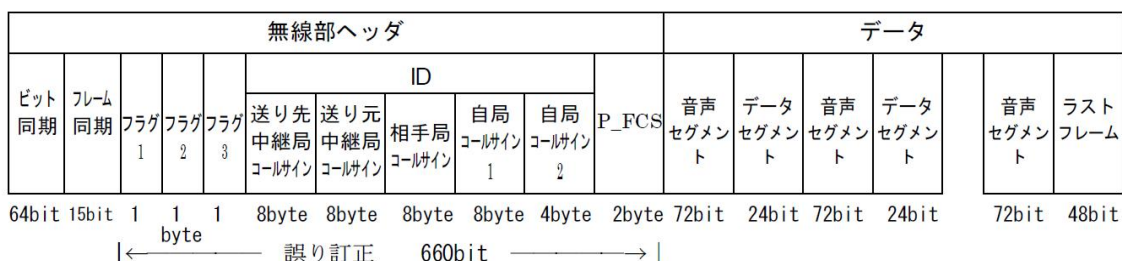 無線部ヘッダ データ
ID
ビット同期 フレーム同期 フラグ1 フラグ2 フラグ3 送り先中継局コールサイン 送り元中継局コールサイン 相手局コールサイン 自局コールサイン1 自局コールサイン2 P_FCS 音声セグメント データセグメント 音声セグメント データセグメント 音声セグメント ラストフレーム
64bit 15bit 1 1 1 8byte 8byte 8byte 8byte 4byte 2byte 72bit 24bit 72bit 24bit 72bit 48bit
byte
|←――― 誤り訂正 660bit ―――→|